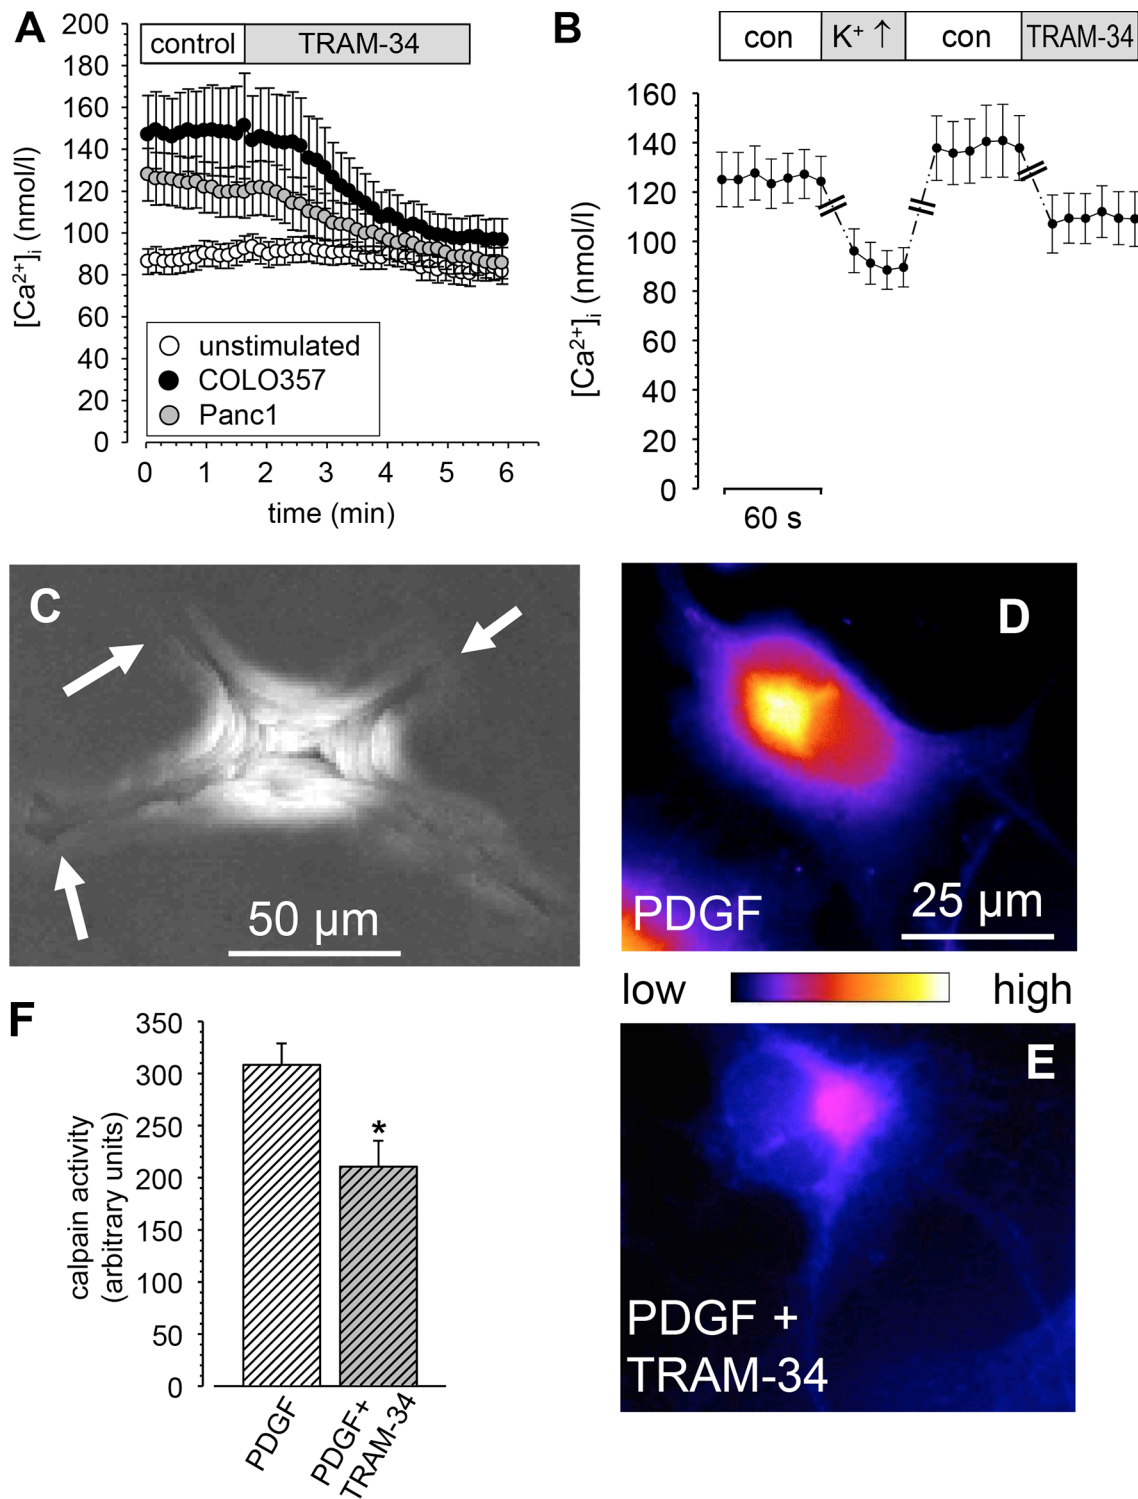 A
control
TRAM-34
200
180
160
140
120
100
80
60
40
20
0
[Ca²⁺]ᵢ (nmol/l)
unstimulated
COLO357
Panc1
0 1 2 3 4 5 6
time (min)
B
con
K⁺ ↑
con
TRAM-34
160
140
120
100
80
60
40
20
0
[Ca²⁺]ᵢ (nmol/l)
60 s
C
50 µm
D
PDGF
25 µm
low
high
E
PDGF +
TRAM-34
F
350
300
250
200
150
100
50
0
calpain activity
(arbitrary units)
*
PDGF
PDGF+
TRAM-34